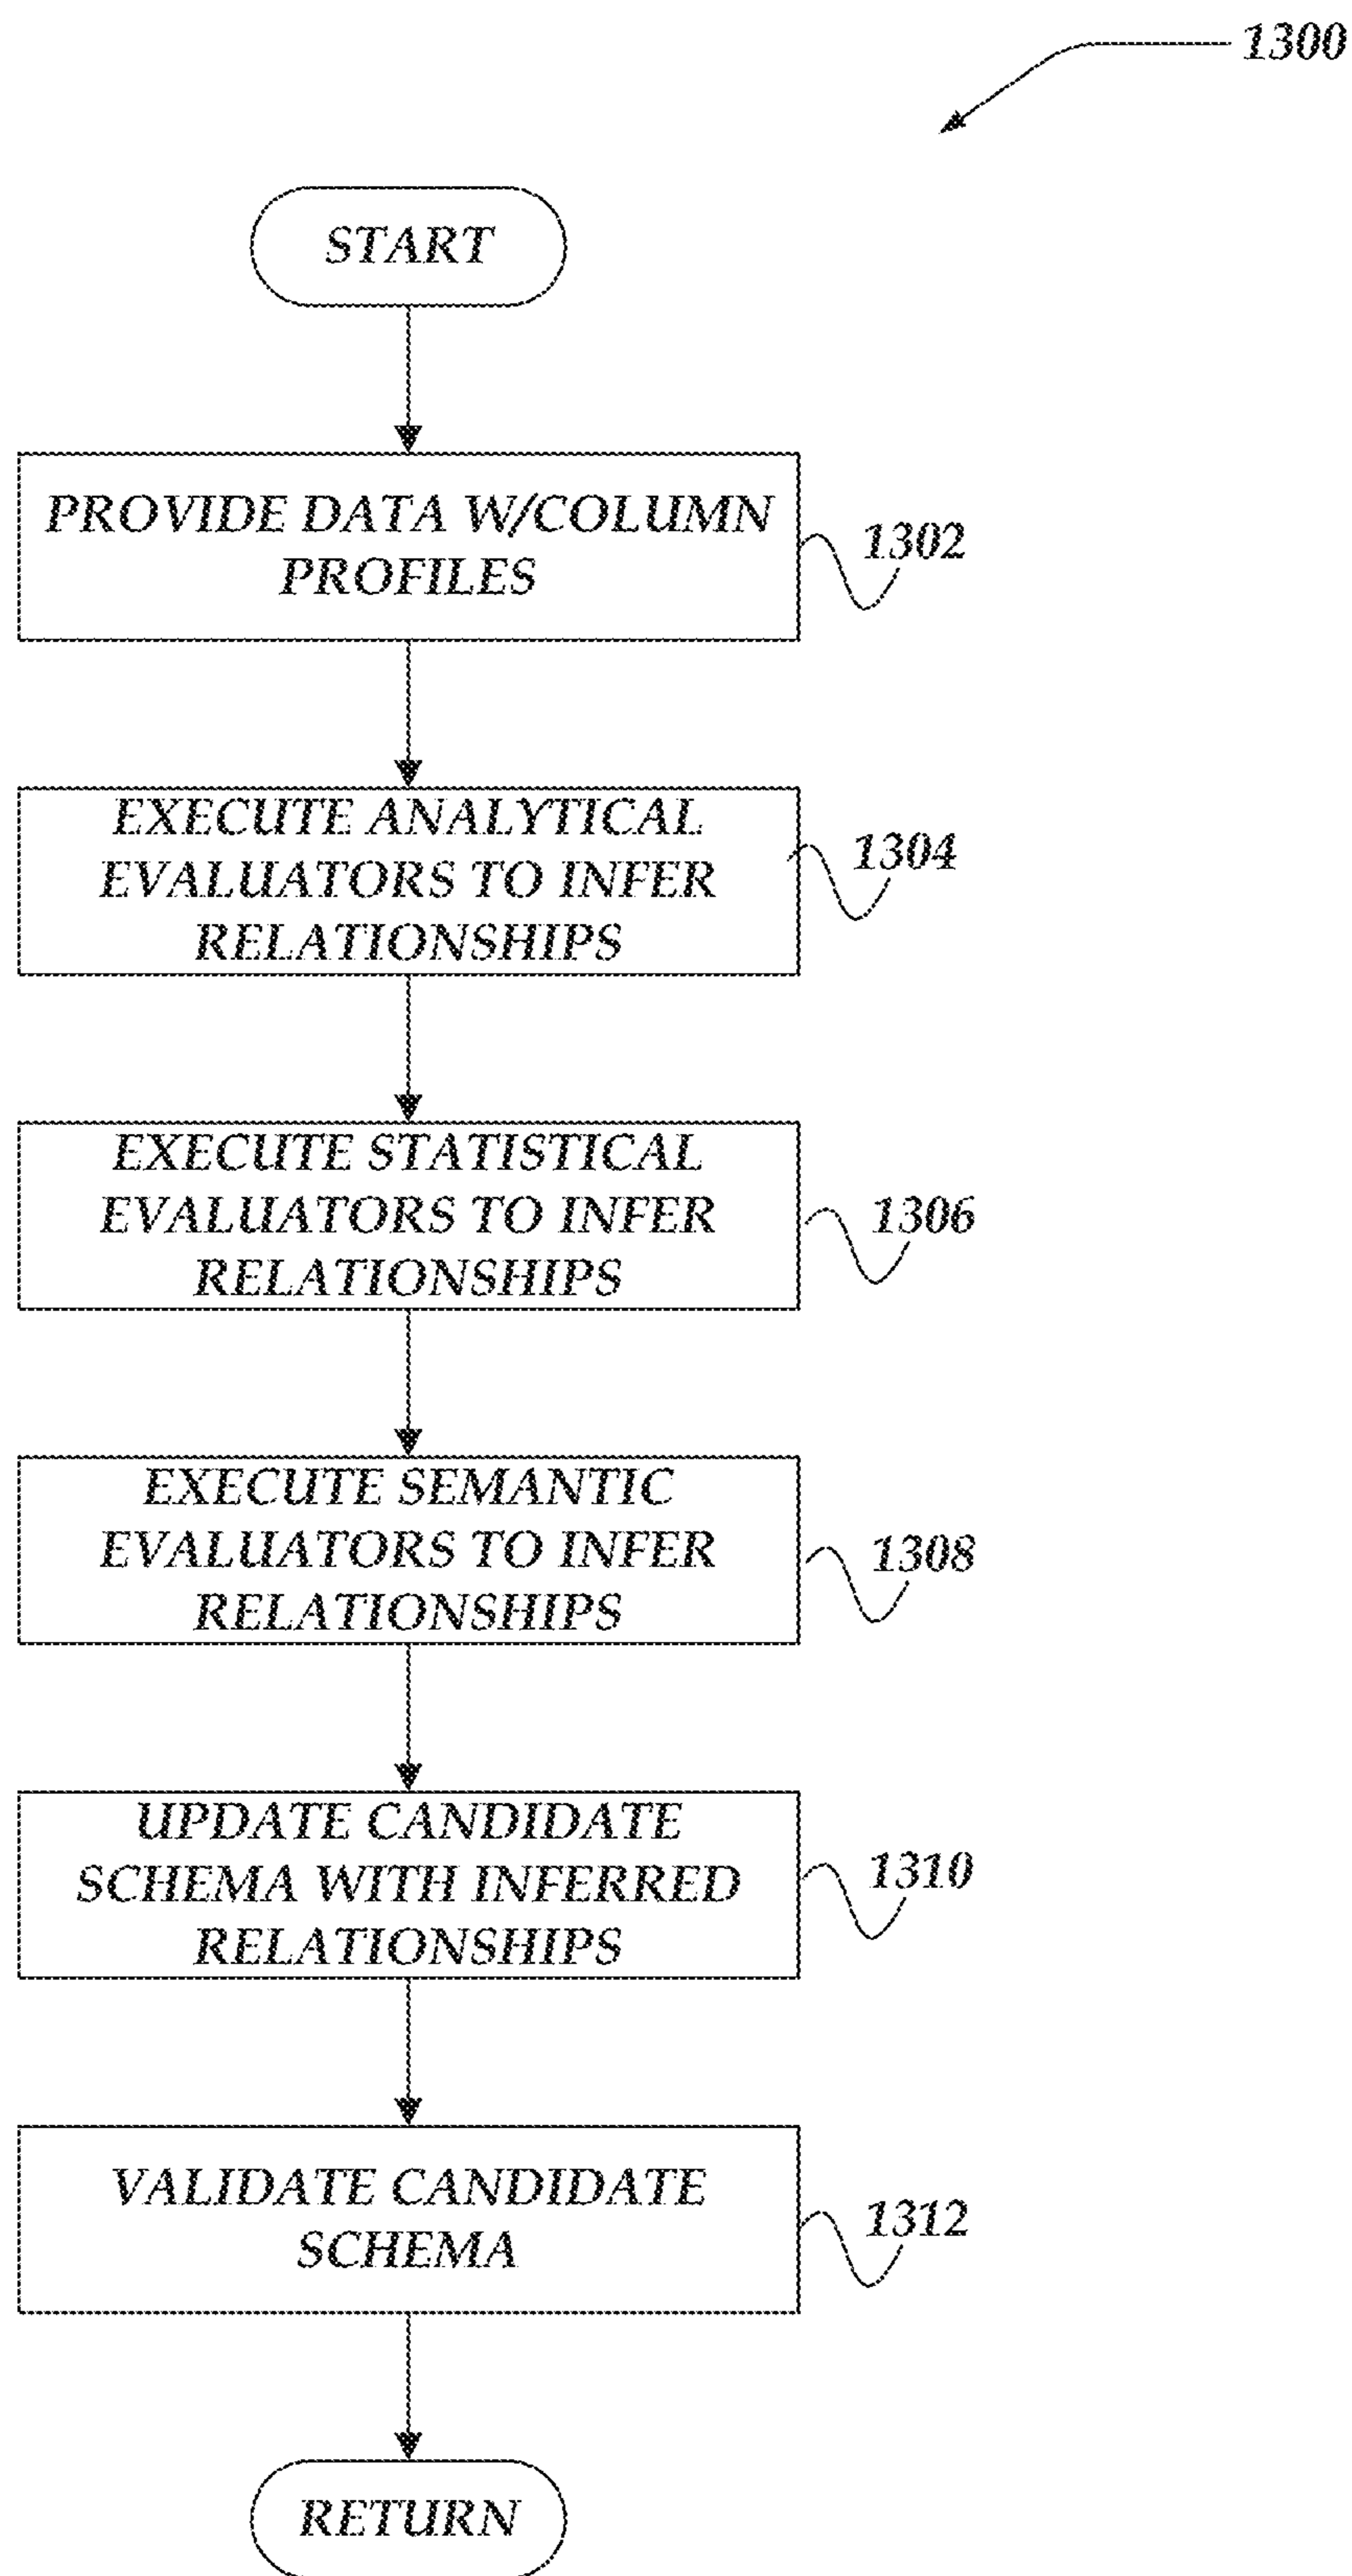 1300
START
PROVIDE DATA W/COLUMN
PROFILES
1302
EXECUTE ANALYTICAL
EVALUATORS TO INFER
RELATIONSHIPS
1304
EXECUTE STATISTICAL
EVALUATORS TO INFER
RELATIONSHIPS
1306
EXECUTE SEMANTIC
EVALUATORS TO INFER
RELATIONSHIPS
1308
UPDATE CANDIDATE
SCHEMA WITH INFERRED
RELATIONSHIPS
1310
VALIDATE CANDIDATE
SCHEMA
1312
RETURN